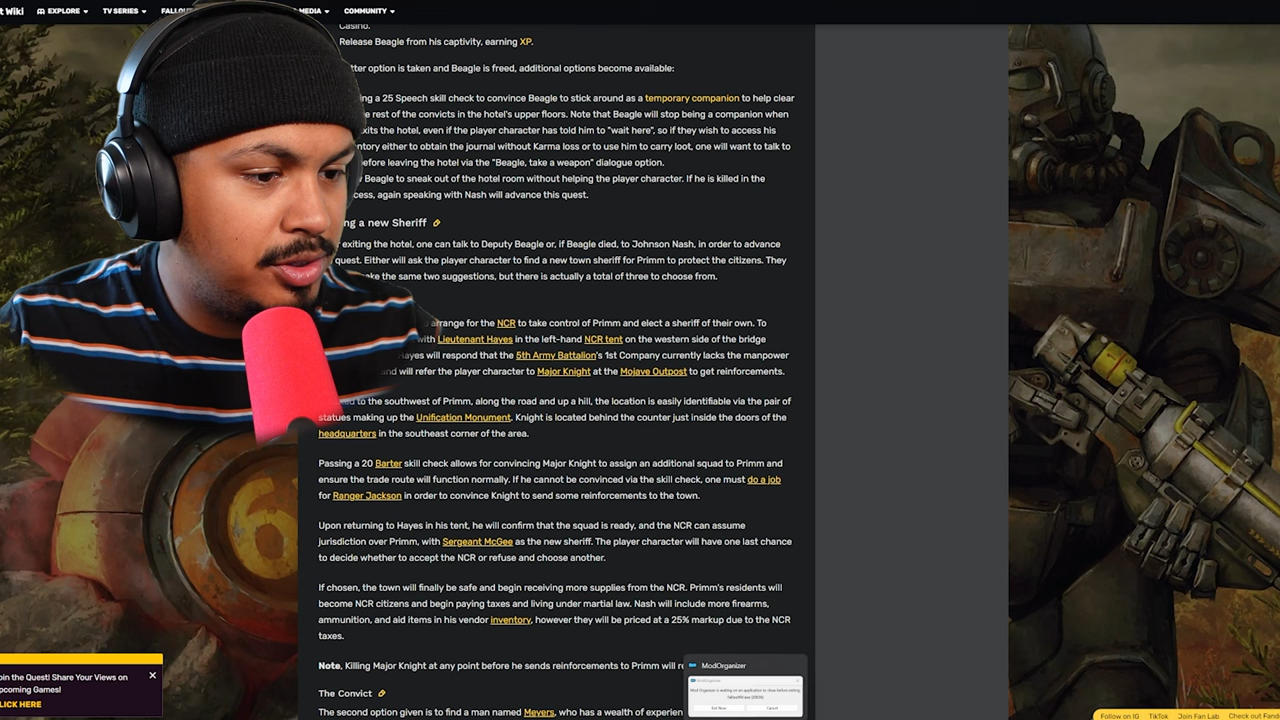 t Wiki EXPLORE TV SERIES FALLOU MEDIA COMMUNITY
Casino.
Release Beagle from his captivity, earning XP.
tter option is taken and Beagle is freed, additional options become available:
ng a 25 Speech skill check to convince Beagle to stick around as a temporary companion to help clear
e rest of the convicts in the hotel's upper floors. Note that Beagle will stop being a companion when
xits the hotel, even if the player character has told him to "wait here", so if they wish to access his
entory either to obtain the journal without Karma loss or to use him to carry loot, one will want to talk to
efore leaving the hotel via the "Beagle, take a weapon" dialogue option.
Beagle to sneak out of the hotel room without helping the player character. If he is killed in the
cess, again speaking with Nash will advance this quest.
ng a new Sheriff
exiting the hotel, one can talk to Deputy Beagle or, if Beagle died, to Johnson Nash, in order to advance
quest. Either will ask the player character to find a new town sheriff for Primm to protect the citizens. They
ke the same two suggestions, but there is actually a total of three to choose from.
arrange for the NCR to take control of Primm and elect a sheriff of their own. To
with Lieutenant Hayes in the left-hand NCR tent on the western side of the bridge
Hayes will respond that the 5th Army Battalion's 1st Company currently lacks the manpower
nd will refer the player character to Major Knight at the Mojave Outpost to get reinforcements.
ed to the southwest of Primm, along the road and up a hill, the location is easily identifiable via the pair of
statues making up the Unification Monument. Knight is located behind the counter just inside the doors of the
headquarters in the southeast corner of the area.
Passing a 20 Barter skill check allows for convincing Major Knight to assign an additional squad to Primm and
ensure the trade route will function normally. If he cannot be convinced via the skill check, one must do a job
for Ranger Jackson in order to convince Knight to send some reinforcements to the town.
Upon returning to Hayes in his tent, he will confirm that the squad is ready, and the NCR can assume
jurisdiction over Primm, with Sergeant McGee as the new sheriff. The player character will have one last chance
to decide whether to accept the NCR or refuse and choose another.
If chosen, the town will finally be safe and begin receiving more supplies from the NCR. Primm's residents will
become NCR citizens and begin paying taxes and living under martial law. Nash will include more firearms,
ammunition, and aid items in his vendor inventory, however they will be priced at a 25% markup due to the NCR
taxes.
Note, Killing Major Knight at any point before he sends reinforcements to Primm will re
The Convict
The second option given is to find a man named Meyers, who has a wealth of experien
6
oin the Quest! Share Your Views on
pcoming Games!
LICK HERE
ModOrganizer
Mod Organizer is waiting on an application to close before exiting.
Exit Now Cancel
Follow on IG TikTok Join Fan Lab Check out Fan